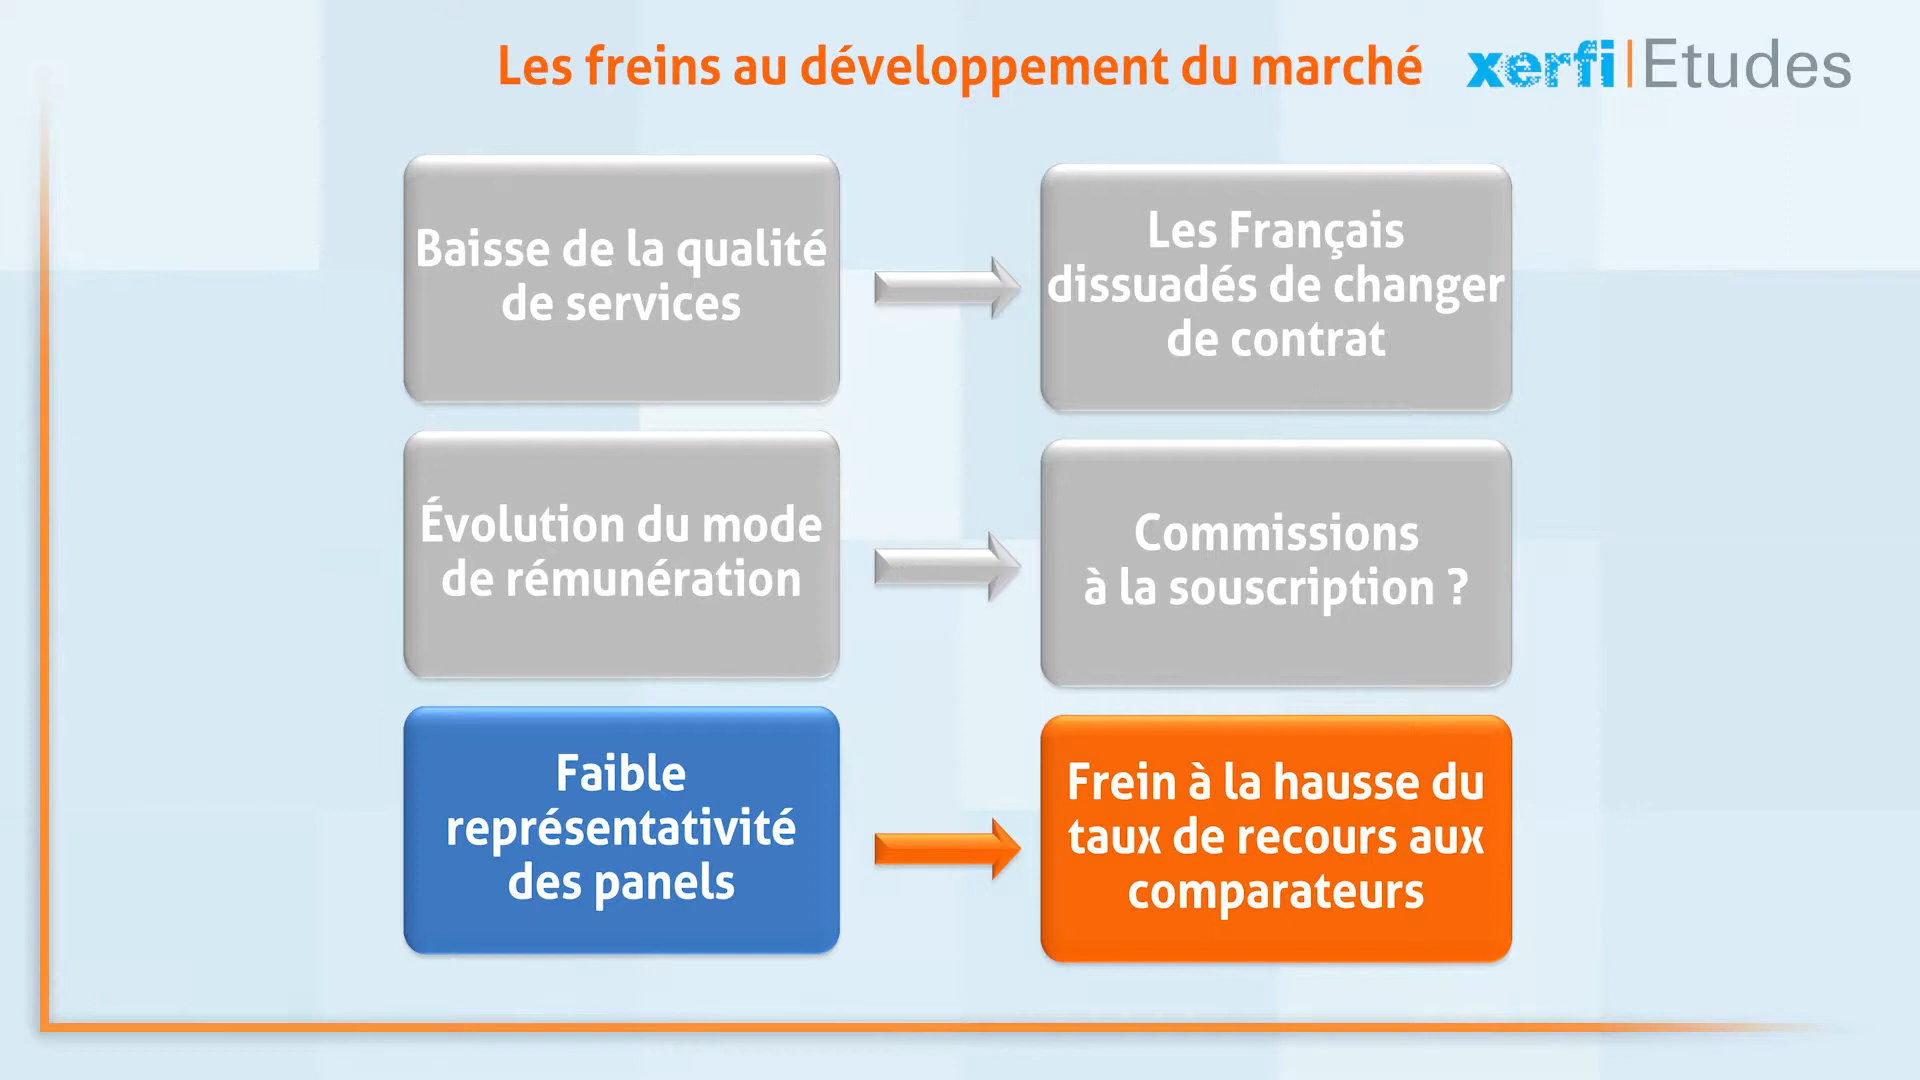 Les freins au développement du marché
xerfi Etudes
Baisse de la qualité
de services
Les Français
dissuadés de changer
de contrat
Évolution du mode
de rémunération
Commissions
à la souscription ?
Faible
représentativité
des panels
Frein à la hausse du
taux de recours aux
comparateurs